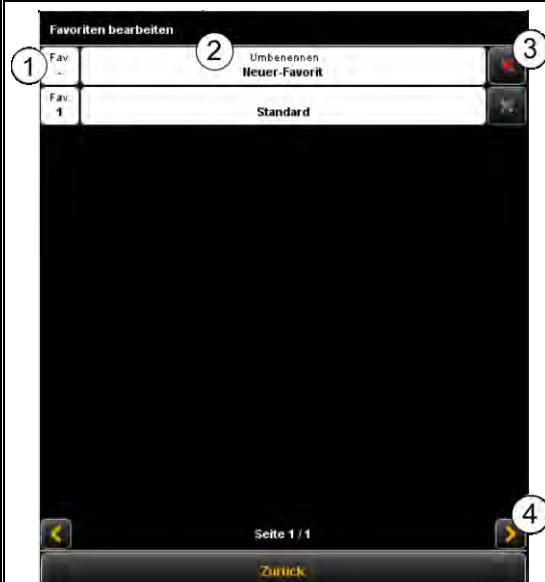 Favoriten bearbeiten
1
2
3
Fav.
--
Umbenennen
Neuer-Favorit
Fav.
1
Standard
Seite 1 / 1
4
Zurück